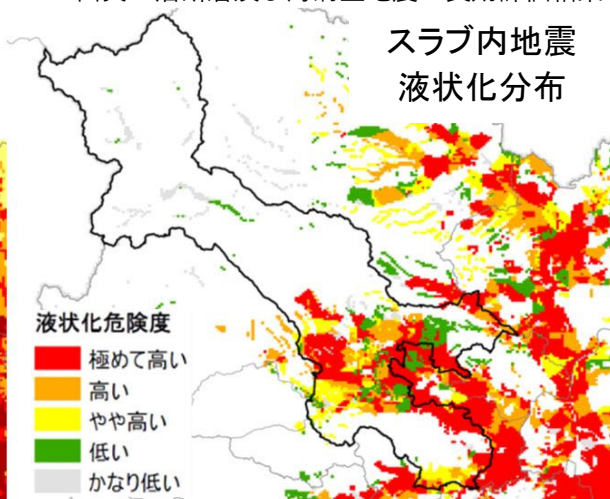 スラブ内地震
液状化分布
液状化危険度
極めて高い
高い
やや高い
低い
かなり低い